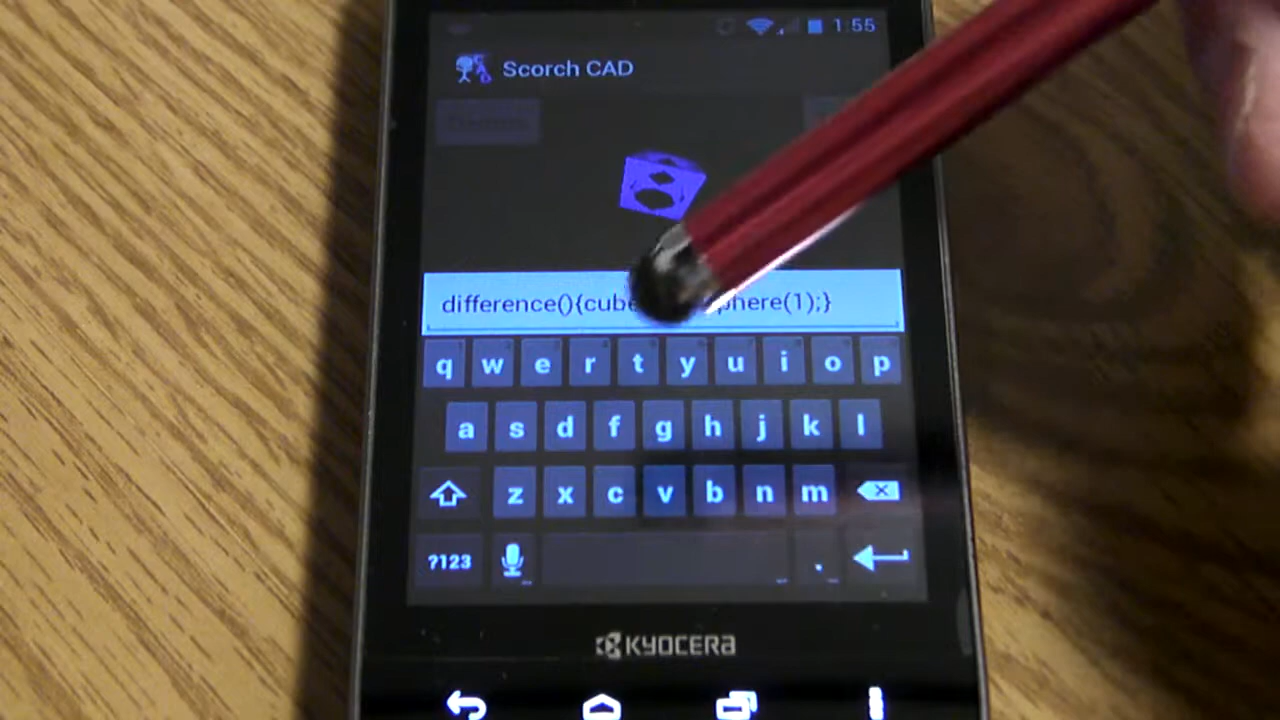 1:55
Scorch CAD
difference(){cube phere(1);}
q w e r t y u i o p
a s d f g h j k l
z x c v b n m
?123 .
KYOCERA